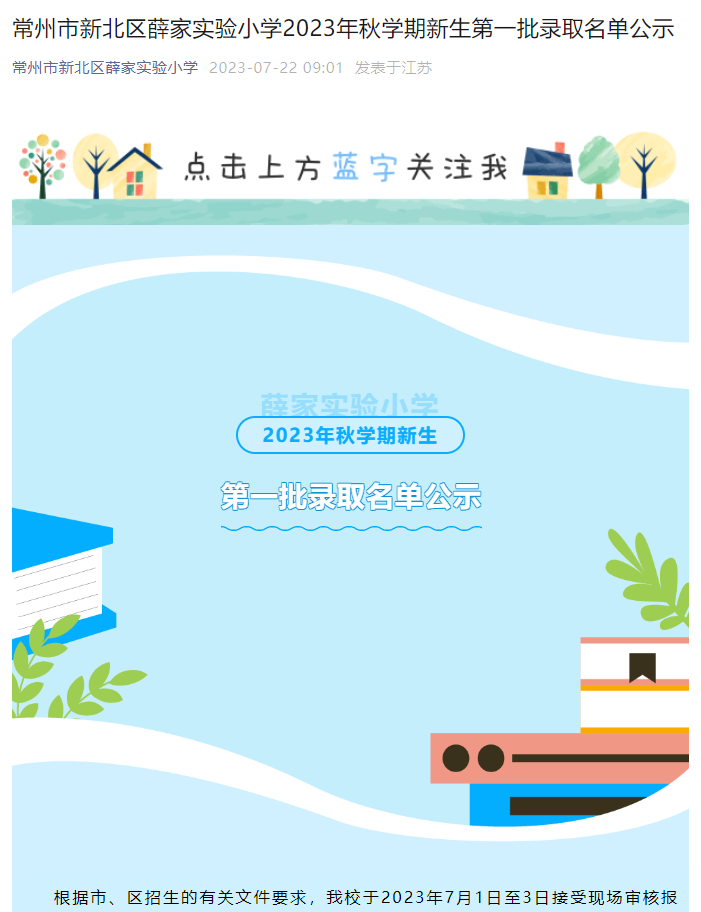 常州市新北区薛家实验小学2023年秋学期新生第一批录取名单公示
常州市新北区薛家实验小学 2023-07-22 09:01 发表于江苏
点击上方蓝字关注我
薛家实验小学
2023年秋学期新生
第一批录取名单公示
根据市、区招生的有关文件要求，我校于2023年7月1日至3日接受现场审核报